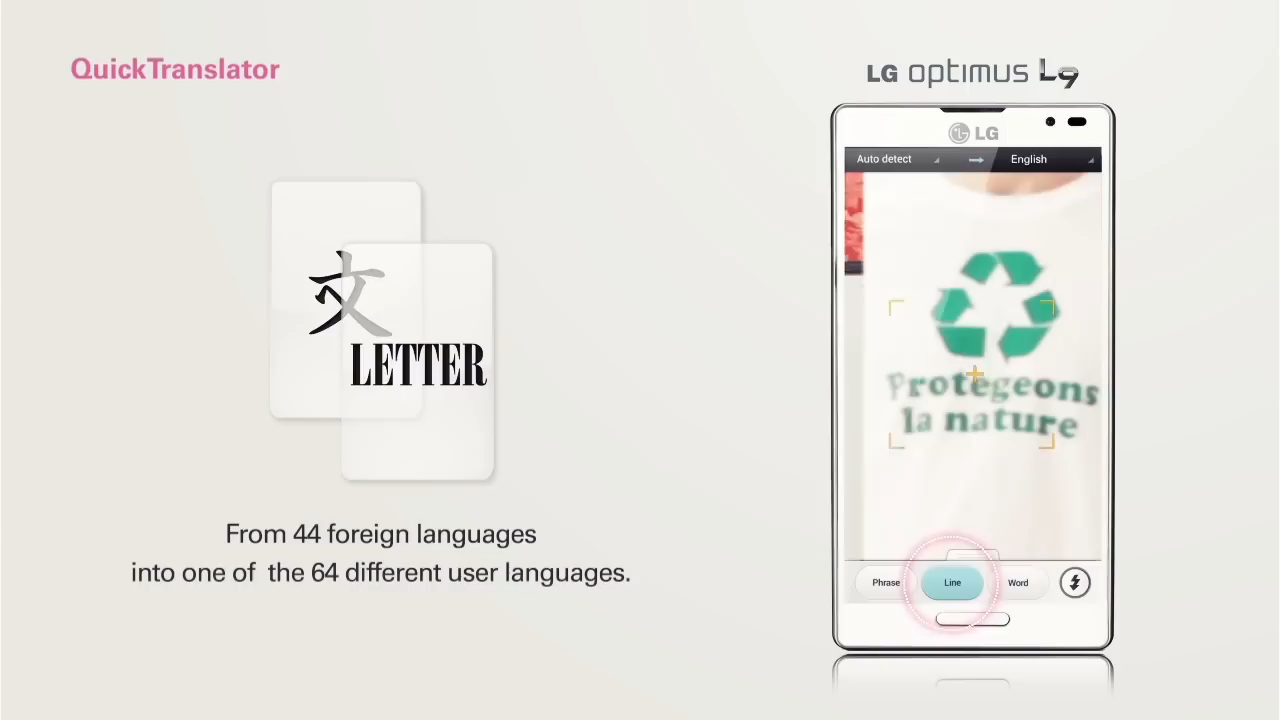 QuickTranslator
LG optimus L9
LG
Auto detect
English
文
LETTER
Protégeons
la nature
From 44 foreign languages
into one of the 64 different user languages.
Phrase
Line
Word